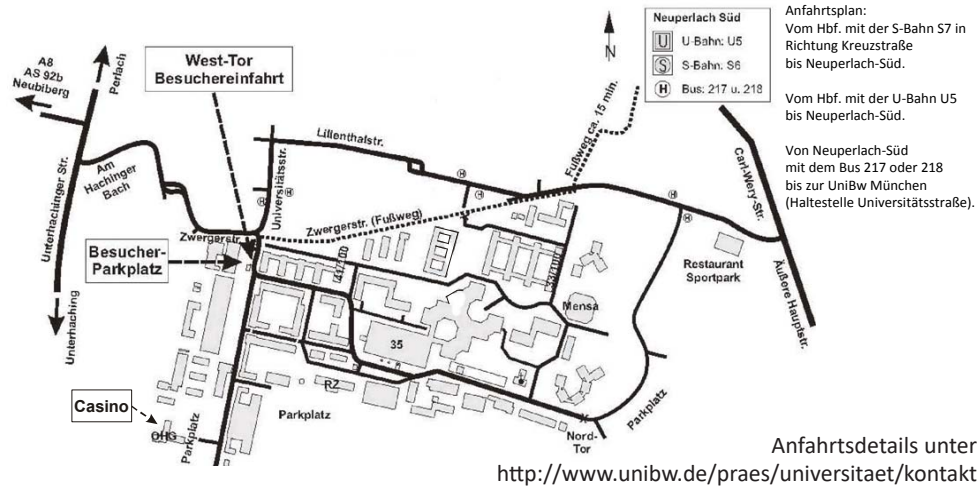 A8
AS 92b
Neubiberg
Perlach
Unterhachinger Str.
Unterhaching
Am
Hachinger
Bach
West-Tor
Besuchereinfahrt
Universitätsstr.
Lilienthalstr.
H
H
H
H
H
Zwergerstr.
Zwergerstr. (Fußweg)
Fußweg ca. 15 min.
N
Neuperlach Süd
U U-Bahn: U5
S S-Bahn: S6
H Bus: 217 u. 218
Carl-Wery-Str.
Äußere Hauptstr.
Restaurant
Sportpark
Besucher-
Parkplatz
41/100
33/100
Mensa
35
RZ
Parkplatz
Casino
OHG
Parkplatz
Nord-
Tor
Parkplatz
Anfahrtsplan:
Vom Hbf. mit der S-Bahn S7 in
Richtung Kreuzstraße
bis Neuperlach-Süd.
Vom Hbf. mit der U-Bahn U5
bis Neuperlach-Süd.
Von Neuperlach-Süd
mit dem Bus 217 oder 218
bis zur UniBw München
(Haltestelle Universitätsstraße).
Anfahrtsdetails unter
http://www.unibw.de/praes/universitaet/kontakt